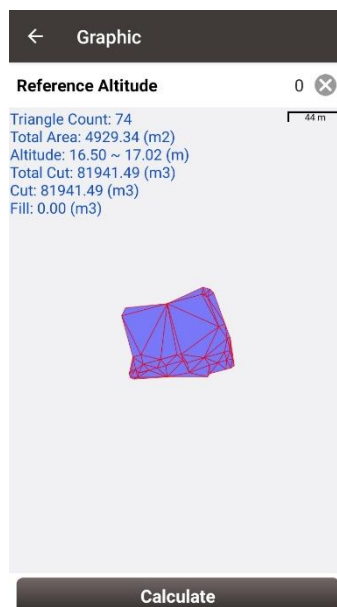 Graphic
Reference Altitude 0
44 m
Triangle Count: 74
Total Area: 4929.34 (m2)
Altitude: 16.50 ~ 17.02 (m)
Total Cut: 81941.49 (m3)
Cut: 81941.49 (m3)
Fill: 0.00 (m3)
Calculate